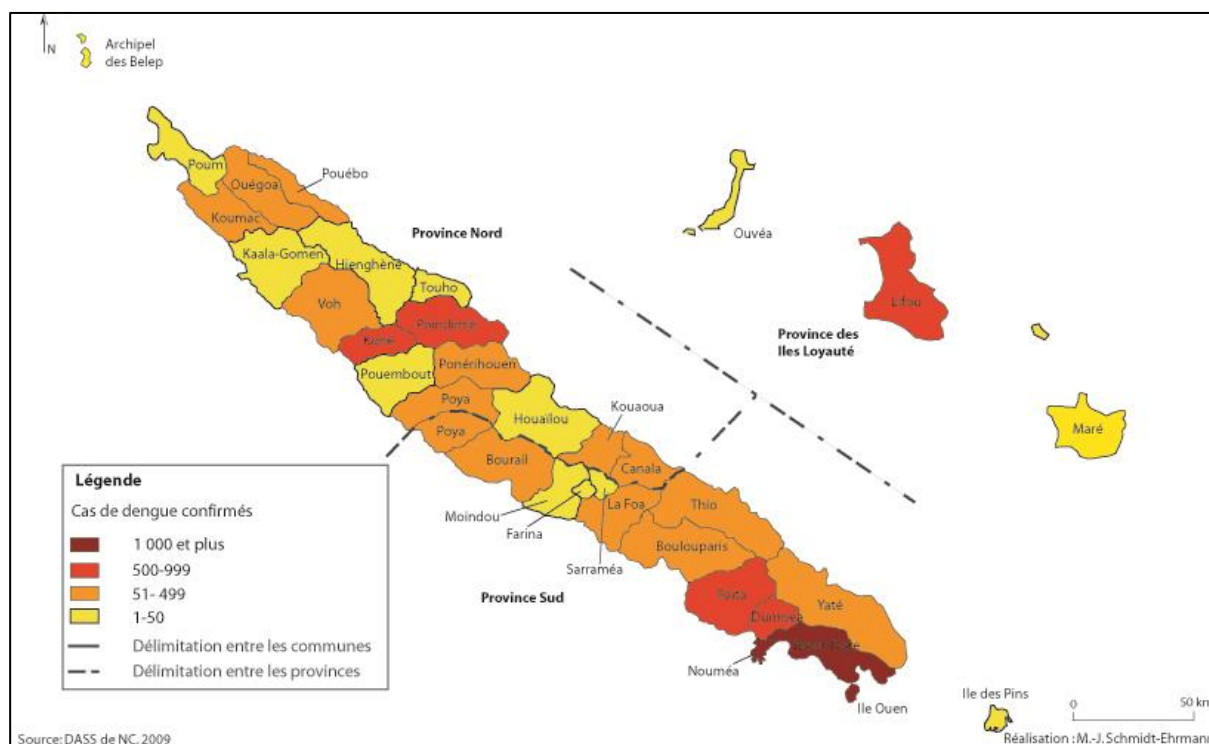 N
Archipel
des Belep
Poum
Ouégoa
Pouébo
Koumac
Province Nord
Ouvéa
Kaala-Gomen
Hienghène
Touho
Voh
Lifou
Poindimié
Koné
Province des
Iles Loyauté
Pouembout
Ponérihouen
Poya
Houaïlou
Kouaoua
Maré
Poya
Bourail
Canala
Légende
Cas de dengue confirmés
1 000 et plus
500-999
51- 499
1-50
Délimitation entre les communes
Délimitation entre les provinces
Moindou
Farina
La Foa
Thio
Sarraméa
Boulouparis
Province Sud
Païta
Dumbéa
Yaté
Nouméa
Ile Ouen
Ile des Pins
0
50 km
Source: DASS de NC, 2009
Réalisation : M.-J. Schmidt-Ehrmann